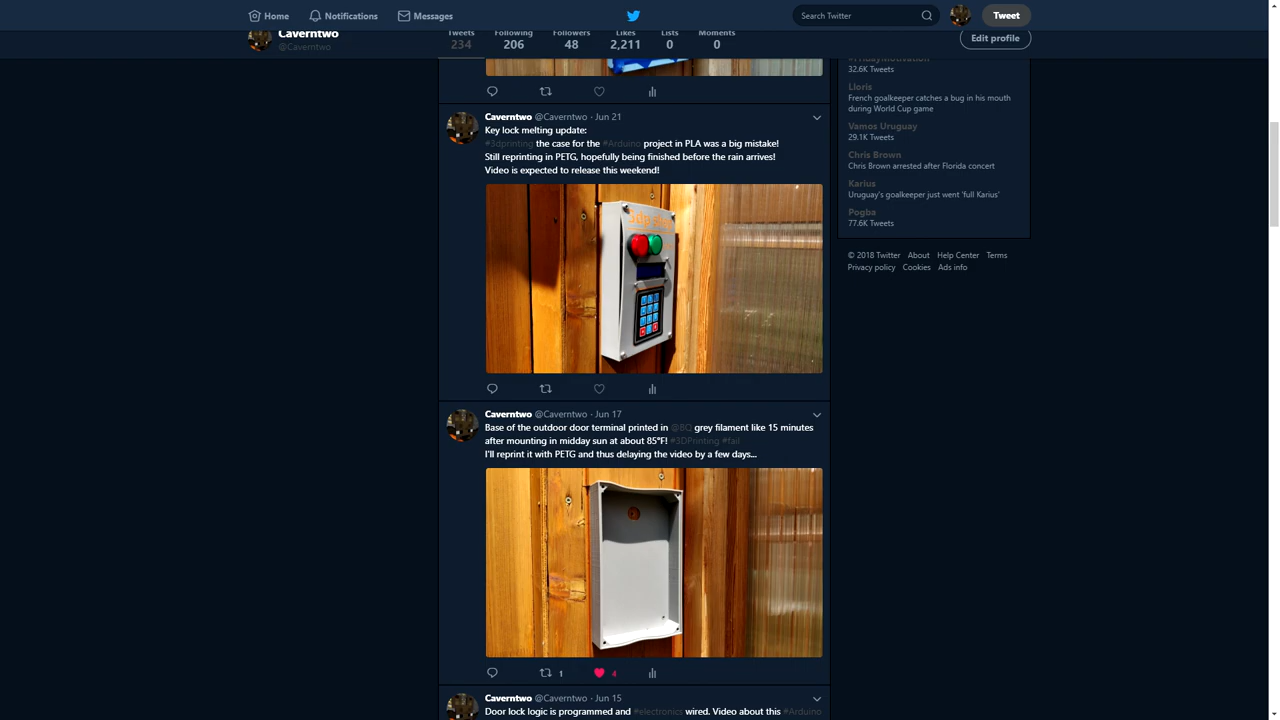 Home
Notifications
Messages
Search Twitter
Tweet
Caverntwo
@Caverntwo
Tweets
234
Following
206
Followers
48
Likes
2,211
Lists
0
Moments
0
Edit profile
Caverntwo @Caverntwo · Jun 21
Key lock melting update:
#3dprinting the case for the #Arduino project in PLA was a big mistake!
Still reprinting in PETG, hopefully being finished before the rain arrives!
Video is expected to release this weekend!
Caverntwo @Caverntwo · Jun 17
Base of the outdoor door terminal printed in @BQ grey filament like 15 minutes
after mounting in midday sun at about 85°F! #3DPrinting #fail
I'll reprint it with PETG and thus delaying the video by a few days...
1
4
Caverntwo @Caverntwo · Jun 15
Door lock logic is programmed and #electronics wired. Video about this #Arduino
#FridayMotivation
32.6K Tweets
Lloris
French goalkeeper catches a bug in his mouth
during World Cup game
Vamos Uruguay
29.1K Tweets
Chris Brown
Chris Brown arrested after Florida concert
Karius
Uruguay's goalkeeper just went 'full Karius'
Pogba
77.6K Tweets
© 2018 Twitter About Help Center Terms
Privacy policy Cookies Ads info